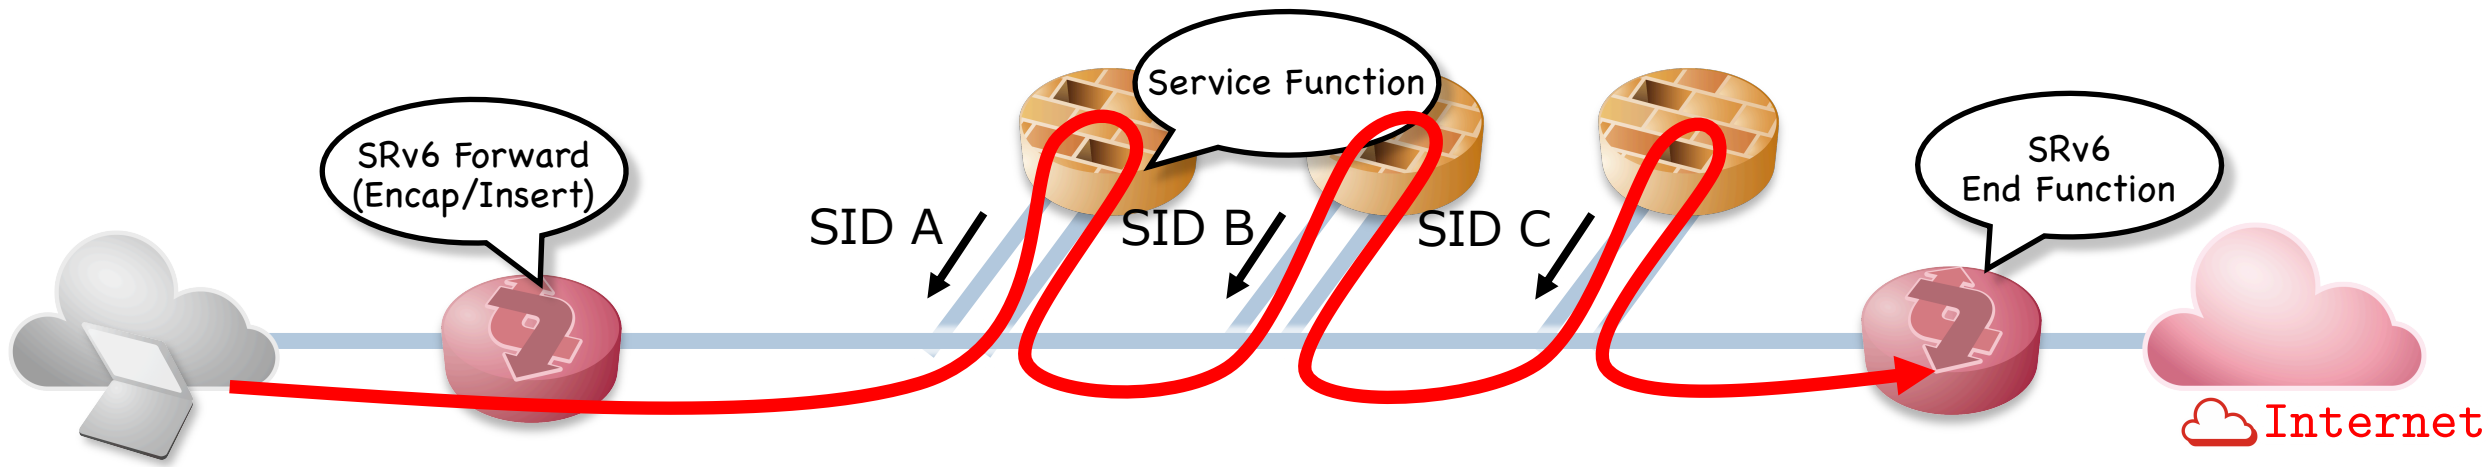 Service Function
SRv6 Forward
(Encap/Insert)
SRv6
End Function
SID A
SID B
SID C
Internet